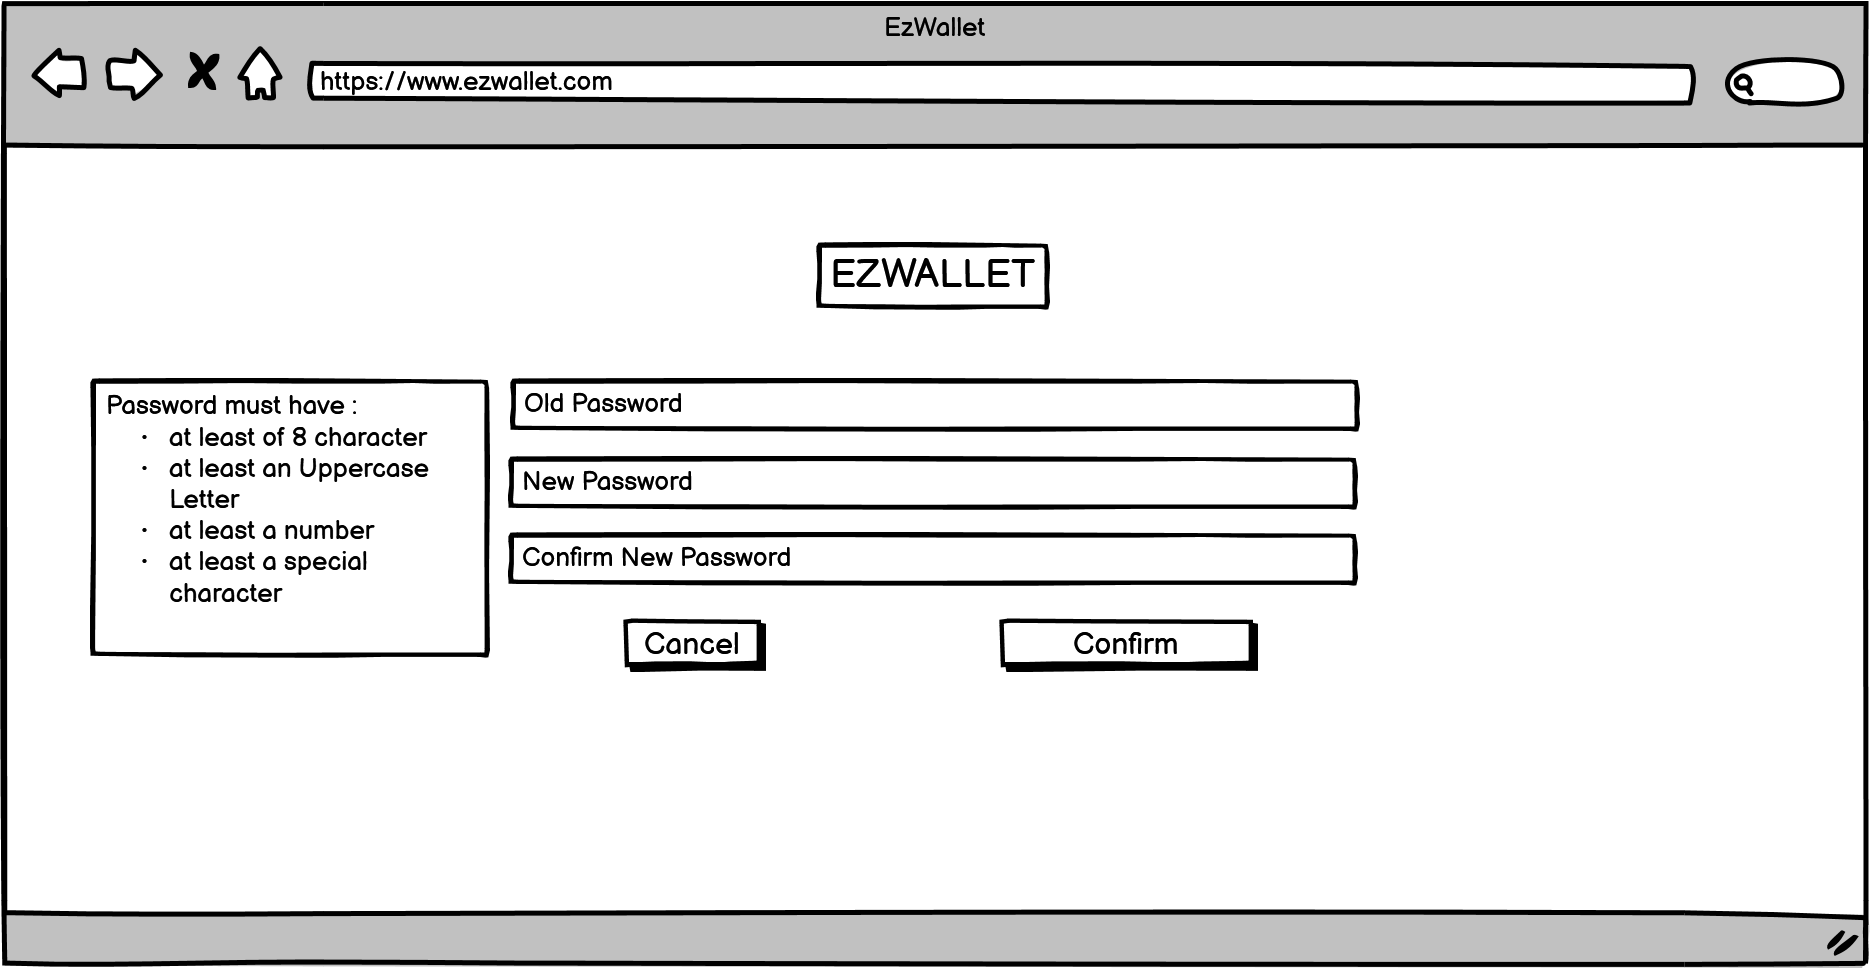 EzWallet
https://www.ezwallet.com
EZWALLET
Password must have :
• at least of 8 character
• at least an Uppercase
Letter
• at least a number
• at least a special
character
Old Password
New Password
Confirm New Password
Cancel
Confirm